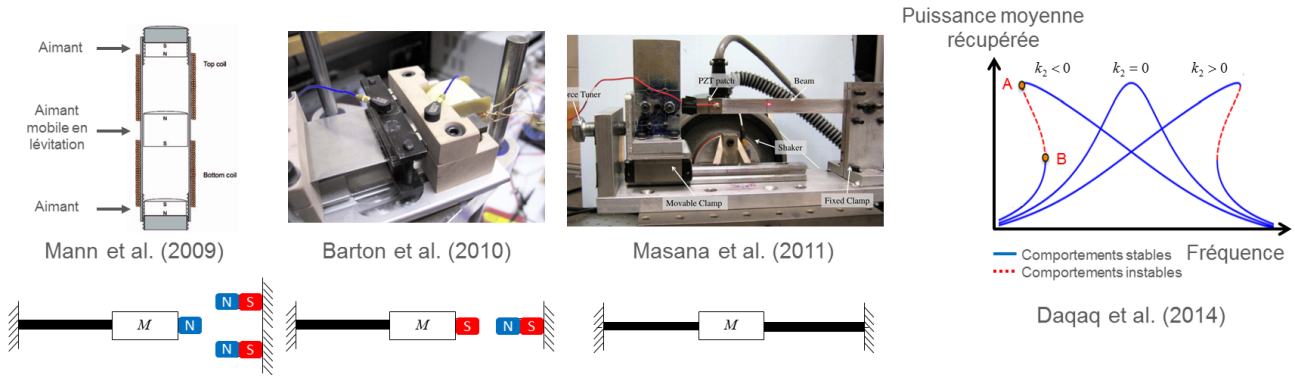 Aimant
Aimant
mobile en
lévitation
Aimant
S
N
Top coil
N
S
Bottom coil
S
N
Mann et al. (2009)
Barton et al. (2010)
PZT patch
Beam
orce Tuner
Shaker
Movable Clamp
Fixed Clamp
Masana et al. (2011)
Puissance moyenne
récupérée
k₂ < 0
k₂ = 0
k₂ > 0
A
B
Fréquence
Comportements stables
Comportements instables
Daqaq et al. (2014)
N S
M N
N S
M S
N S
M